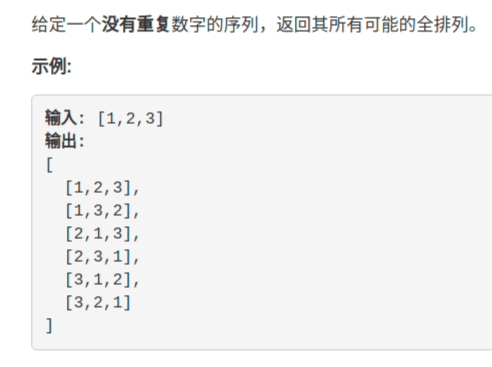 给定一个没有重复数字的序列，返回其所有可能的全排列。
示例:
输入: [1,2,3]
输出:
[
  [1,2,3],
  [1,3,2],
  [2,1,3],
  [2,3,1],
  [3,1,2],
  [3,2,1]
]